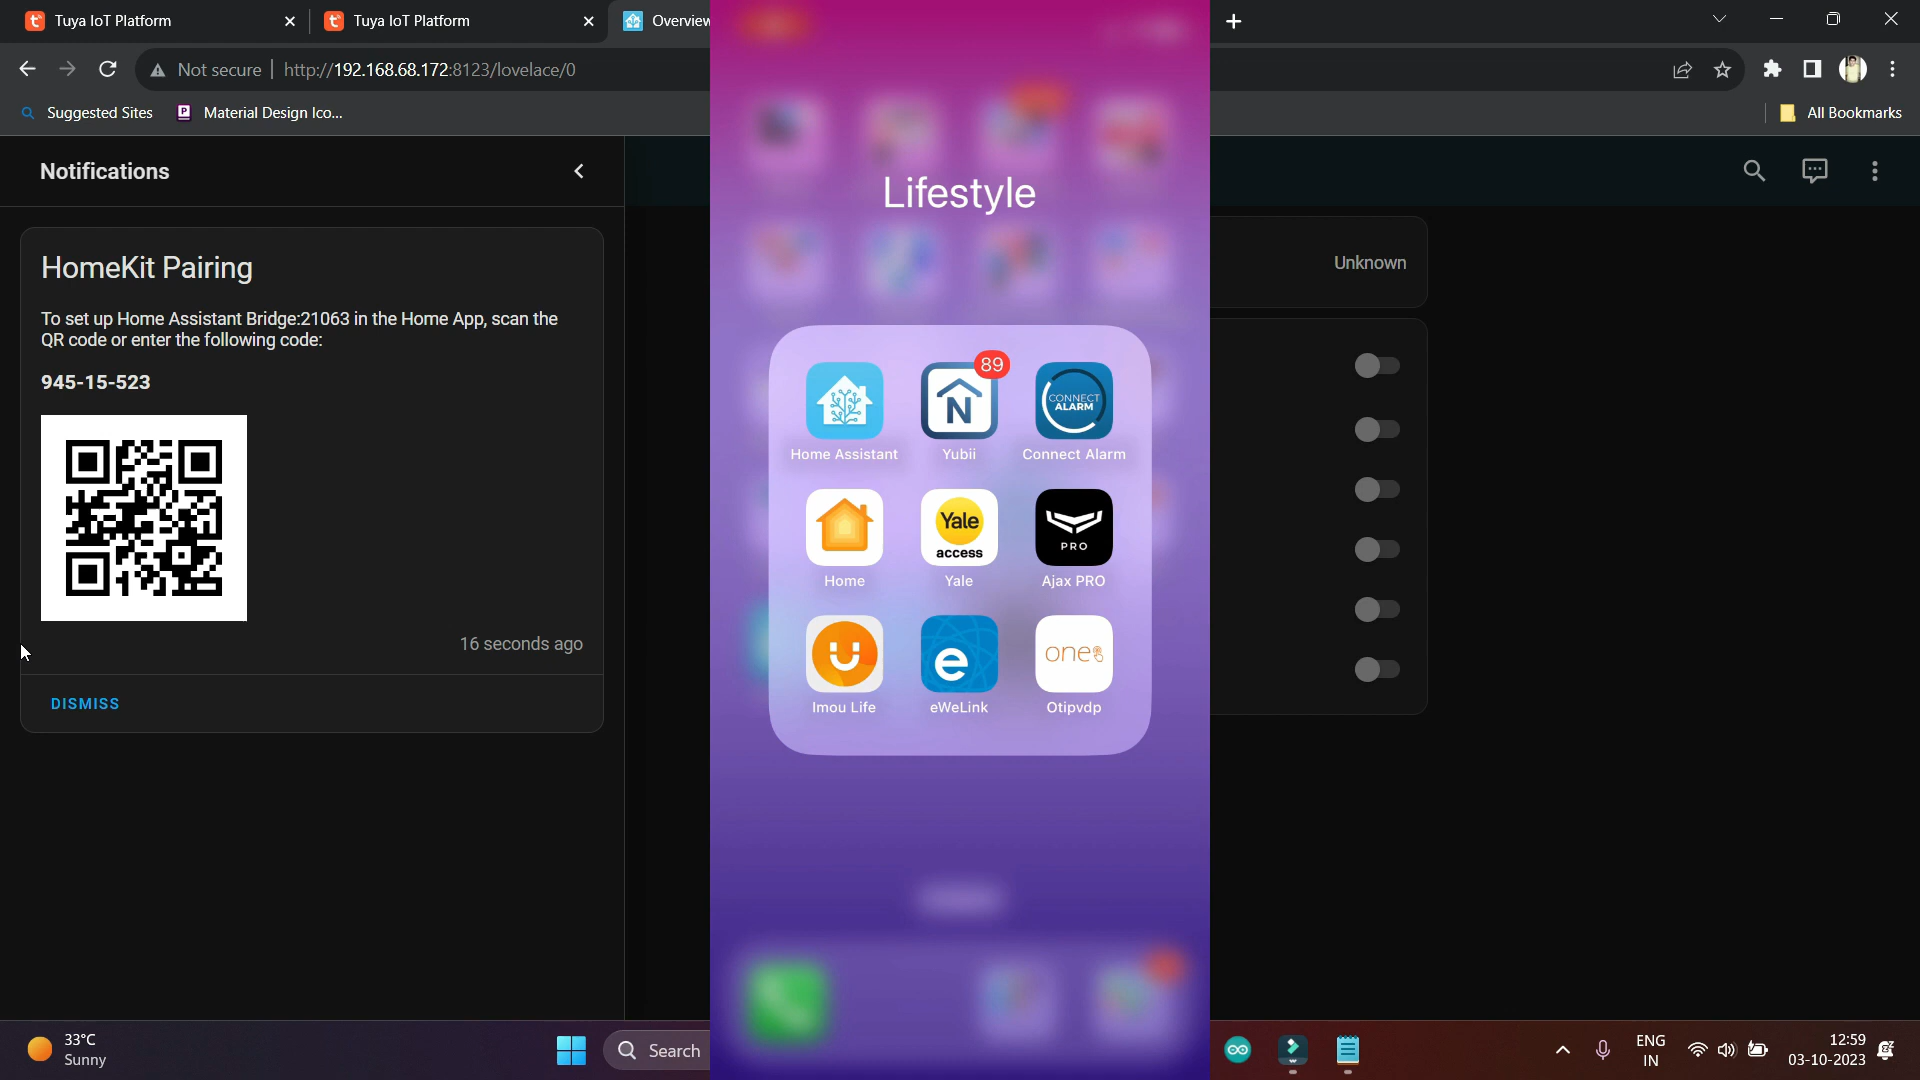 Tuya IoT Platform
Tuya IoT Platform
Overview
Not secure
http://192.168.68.172:8123/lovelace/0
Suggested Sites
Material Design Ico...
All Bookmarks
Notifications
HomeKit Pairing
To set up Home Assistant Bridge:21063 in the Home App, scan the
QR code or enter the following code:
945-15-523
16 seconds ago
DISMISS
Lifestyle
89
N
CONNECT
ALARM
Home Assistant
Yubii
Connect Alarm
Yale
access
PRO
Home
Yale
Ajax PRO
e
one
Imou Life
eWeLink
Otipvdp
Unknown
33°C
Sunny
Search
ENG
IN
12:59
03-10-2023